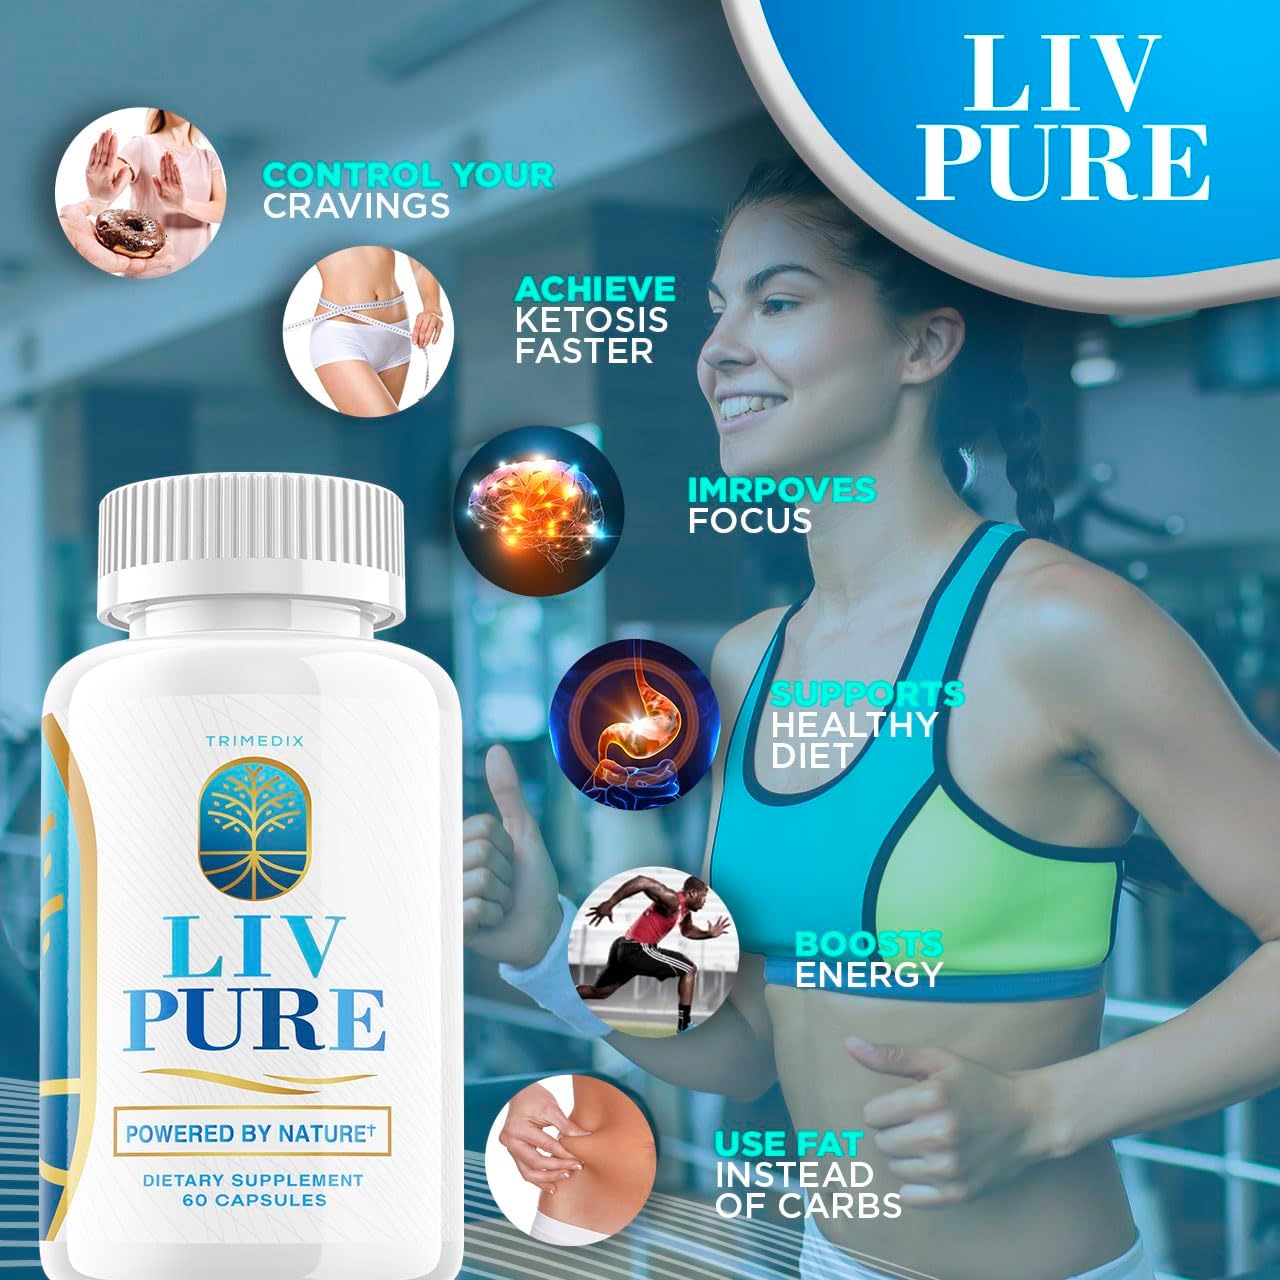 LIV
PURE
CONTROL YOUR
CRAVINGS
ACHIEVE
KETOSIS
FASTER
IMRPOVES
FOCUS
SUPPORTS
HEALTHY
DIET
BOOSTS
ENERGY
USE FAT
INSTEAD
OF CARBS
TRIMEDIX
LIV
PURE
POWERED BY NATURE†
DIETARY SUPPLEMENT
60 CAPSULES